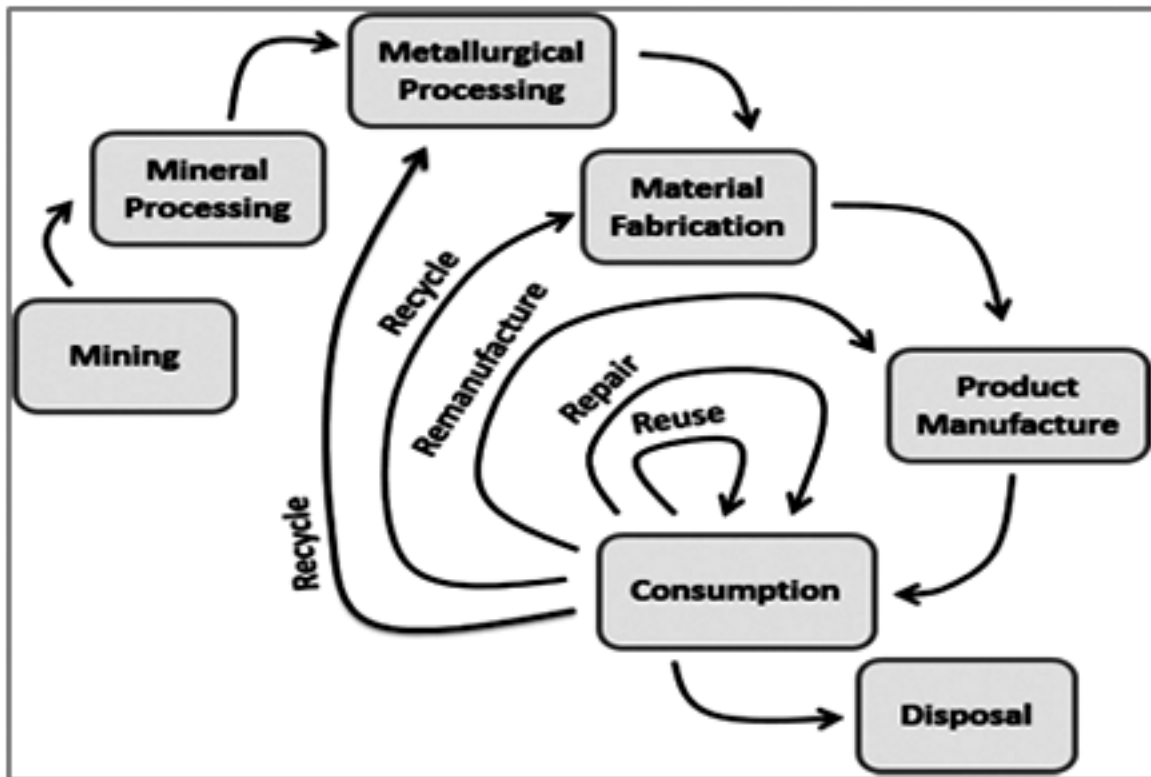 Metallurgical
Processing
Mineral
Processing
Mining
Material
Fabrication
Product
Manufacture
Recycle
Recycle
Remanufacture
Repair
Reuse
Consumption
Disposal